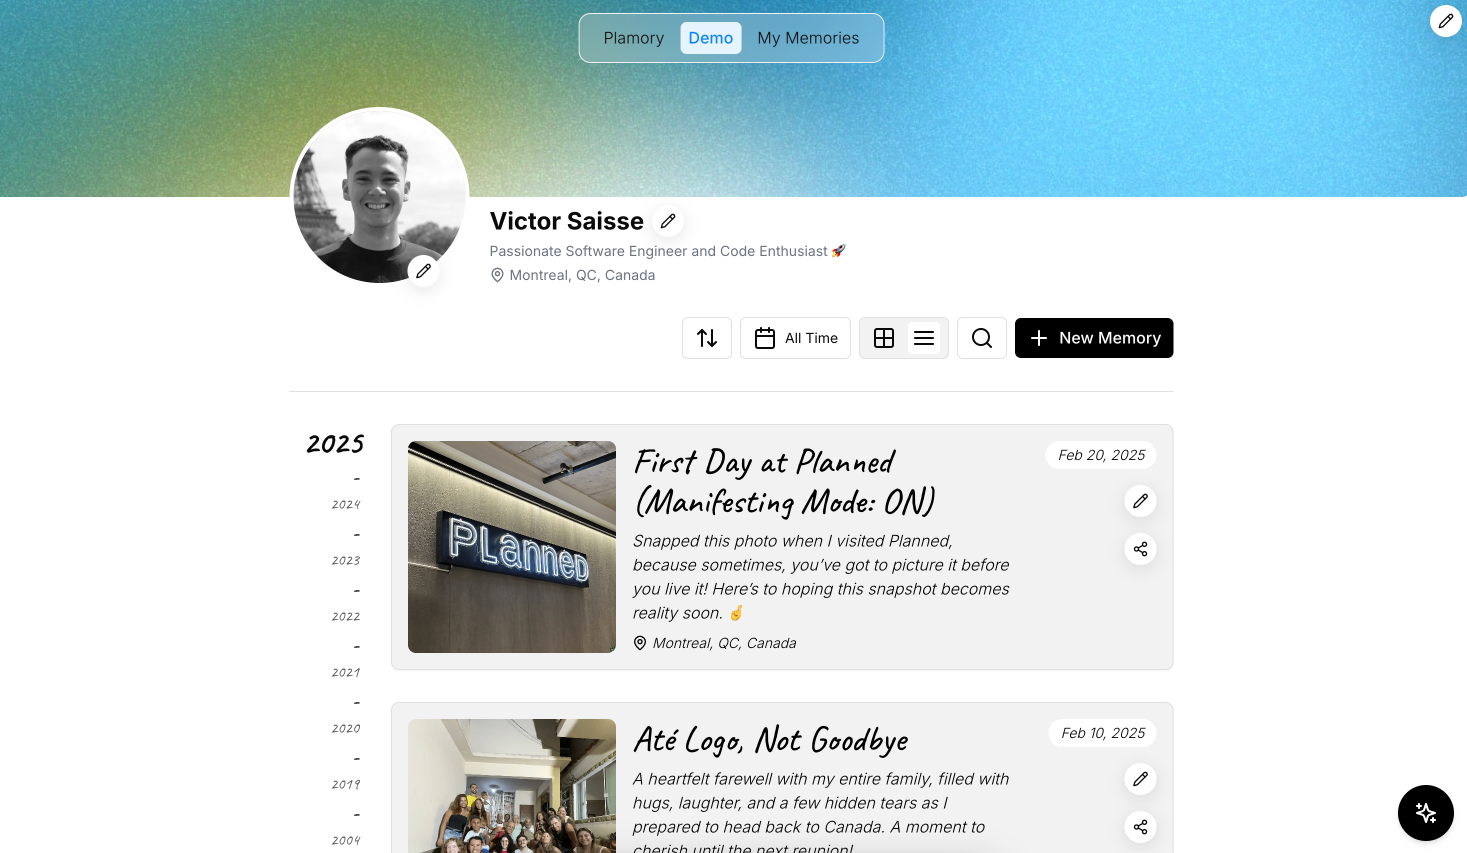 Plamory Demo My Memories
Victor Saisse
Passionate Software Engineer and Code Enthusiast 🚀
Montreal, QC, Canada
All Time
New Memory
2025
-
2024
-
2023
-
2022
-
2021
-
2020
-
2019
-
2004
PLanneD
First Day at Planned
(Manifesting Mode: ON)
Feb 20, 2025
Snapped this photo when I visited Planned,
because sometimes, you’ve got to picture it before
you live it! Here’s to hoping this snapshot becomes
reality soon. 🤞
Montreal, QC, Canada
Até Logo, Not Goodbye
Feb 10, 2025
A heartfelt farewell with my entire family, filled with
hugs, laughter, and a few hidden tears as I
prepared to head back to Canada. A moment to
cherish until the next reunion!